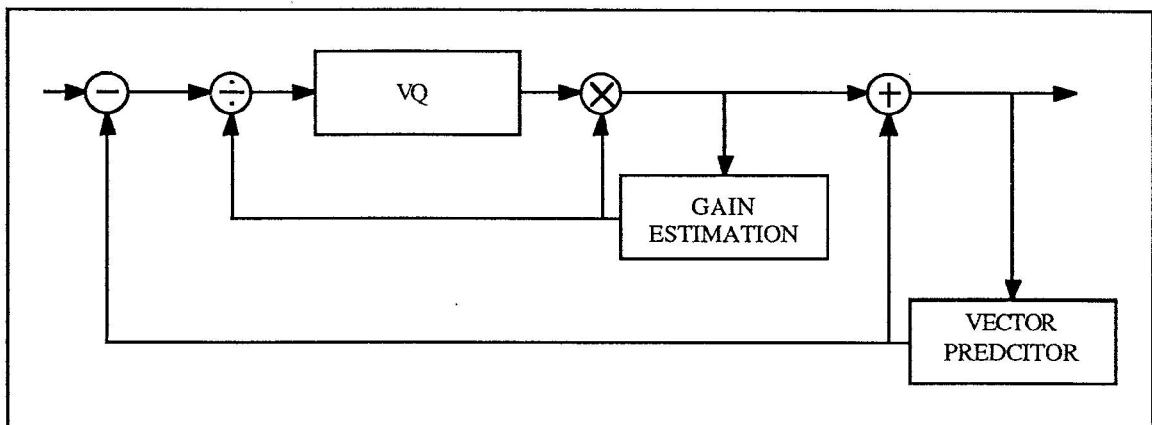 VQ
GAIN
ESTIMATION
VECTOR
PREDCITOR